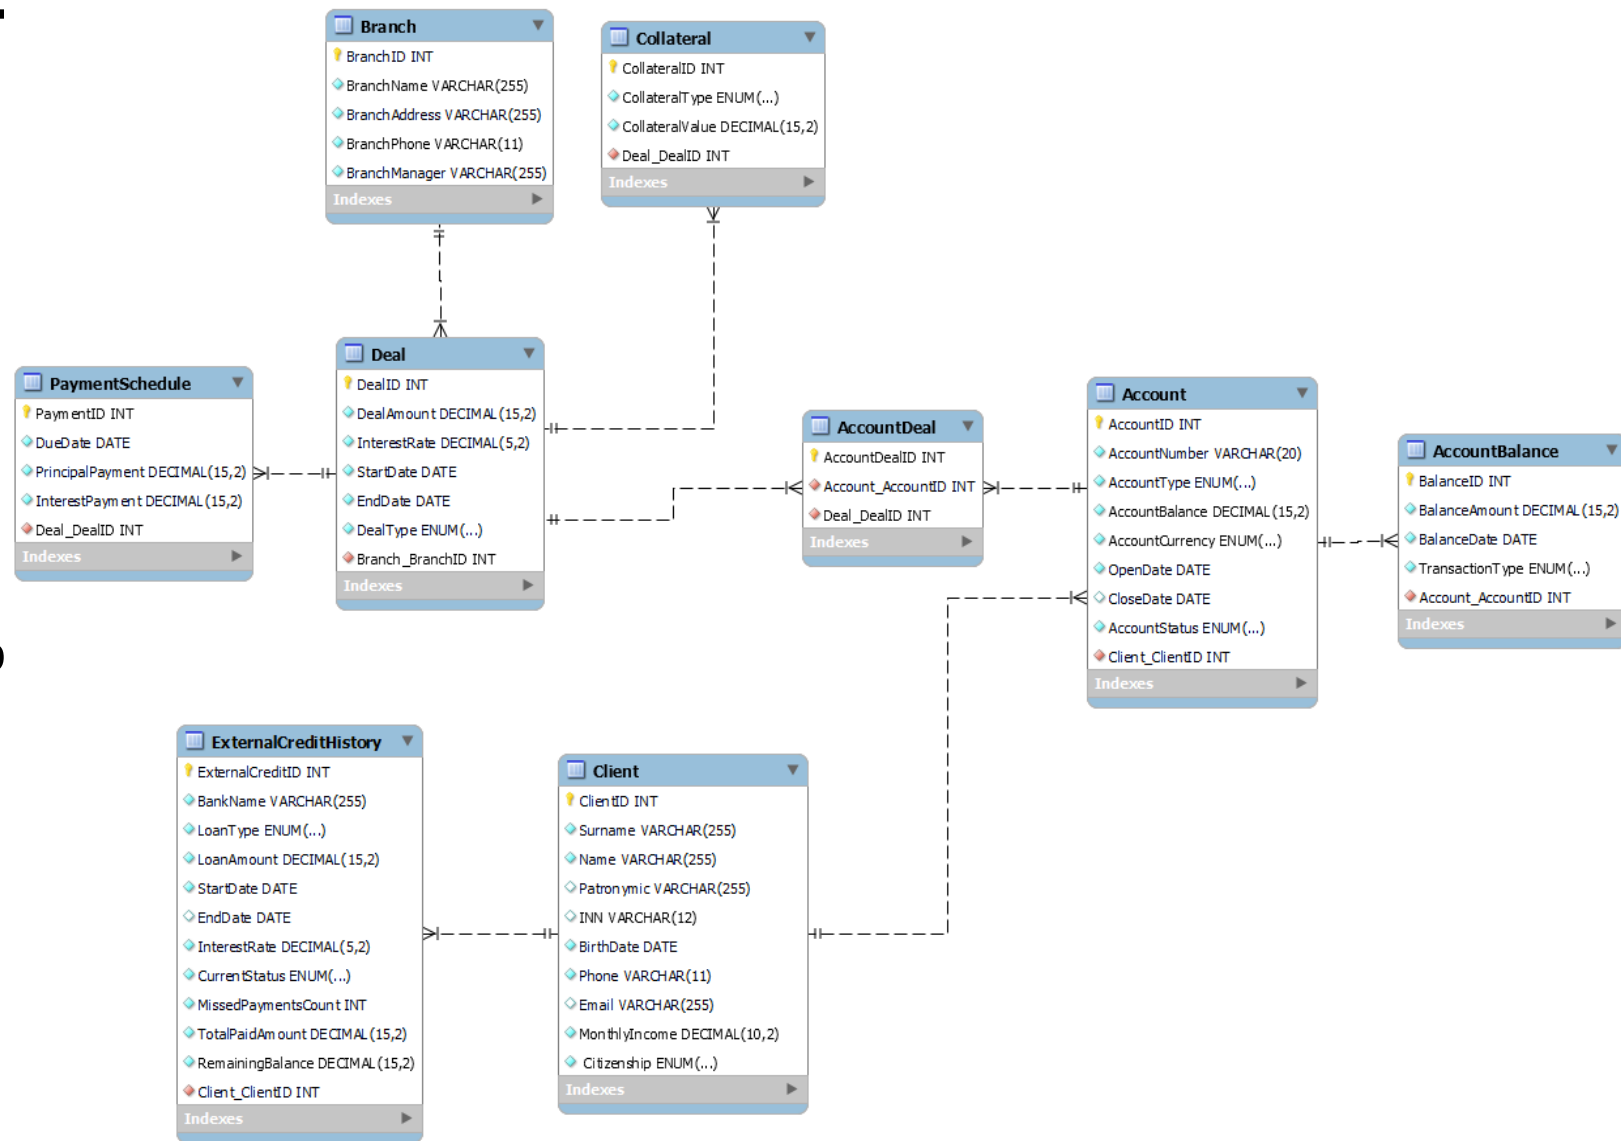 Branch
BranchID INT
BranchName VARCHAR(255)
BranchAddress VARCHAR(255)
BranchPhone VARCHAR(11)
BranchManager VARCHAR(255)
Indexes
Collateral
CollateralID INT
CollateralType ENUM(...)
CollateralValue DECIMAL(15,2)
Deal_DealID INT
Indexes
PaymentSchedule
PaymentID INT
DueDate DATE
PrincipalPayment DECIMAL(15,2)
InterestPayment DECIMAL(15,2)
Deal_DealID INT
Indexes
Deal
DealID INT
DealAmount DECIMAL(15,2)
InterestRate DECIMAL(5,2)
StartDate DATE
EndDate DATE
DealType ENUM(...)
Branch_BranchID INT
Indexes
AccountDeal
AccountDealID INT
Account_AccountID INT
Deal_DealID INT
Indexes
Account
AccountID INT
AccountNumber VARCHAR(20)
AccountType ENUM(...)
AccountBalance DECIMAL(15,2)
AccountCurrency ENUM(...)
OpenDate DATE
CloseDate DATE
AccountStatus ENUM(...)
Client_ClientID INT
Indexes
AccountBalance
BalanceID INT
BalanceAmount DECIMAL(15,2)
BalanceDate DATE
TransactionType ENUM(...)
Account_AccountID INT
Indexes
ExternalCreditHistory
ExternalCreditID INT
BankName VARCHAR(255)
LoanType ENUM(...)
LoanAmount DECIMAL(15,2)
StartDate DATE
EndDate DATE
InterestRate DECIMAL(5,2)
CurrentStatus ENUM(...)
MissedPaymentsCount INT
TotalPaidAmount DECIMAL(15,2)
RemainingBalance DECIMAL(15,2)
Client_ClientID INT
Indexes
Client
ClientID INT
Surname VARCHAR(255)
Name VARCHAR(255)
Patronymic VARCHAR(255)
INN VARCHAR(12)
BirthDate DATE
Phone VARCHAR(11)
Email VARCHAR(255)
MonthlyIncome DECIMAL(10,2)
Citizenship ENUM(...)
Indexes